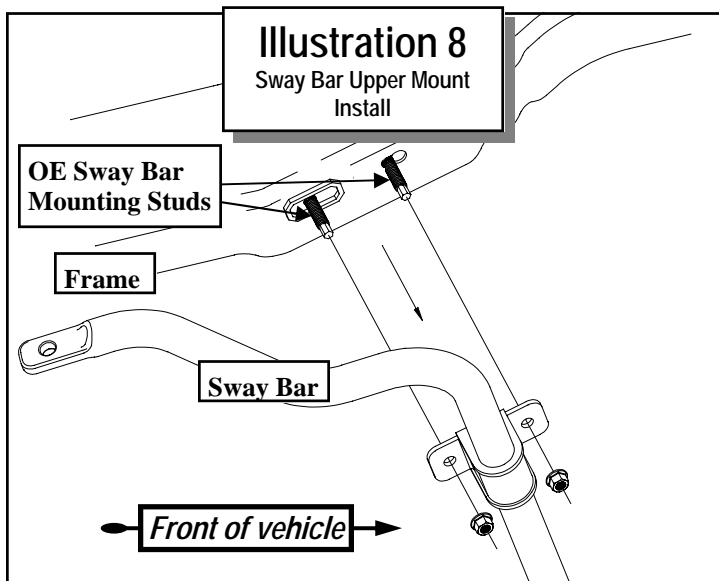 Illustration 8
Sway Bar Upper Mount
Install
OE Sway Bar
Mounting Studs
Frame
Sway Bar
Front of vehicle